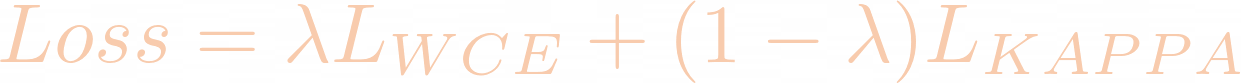 Loss = λL_{WCE} + (1 − λ)L_{KAPPA}